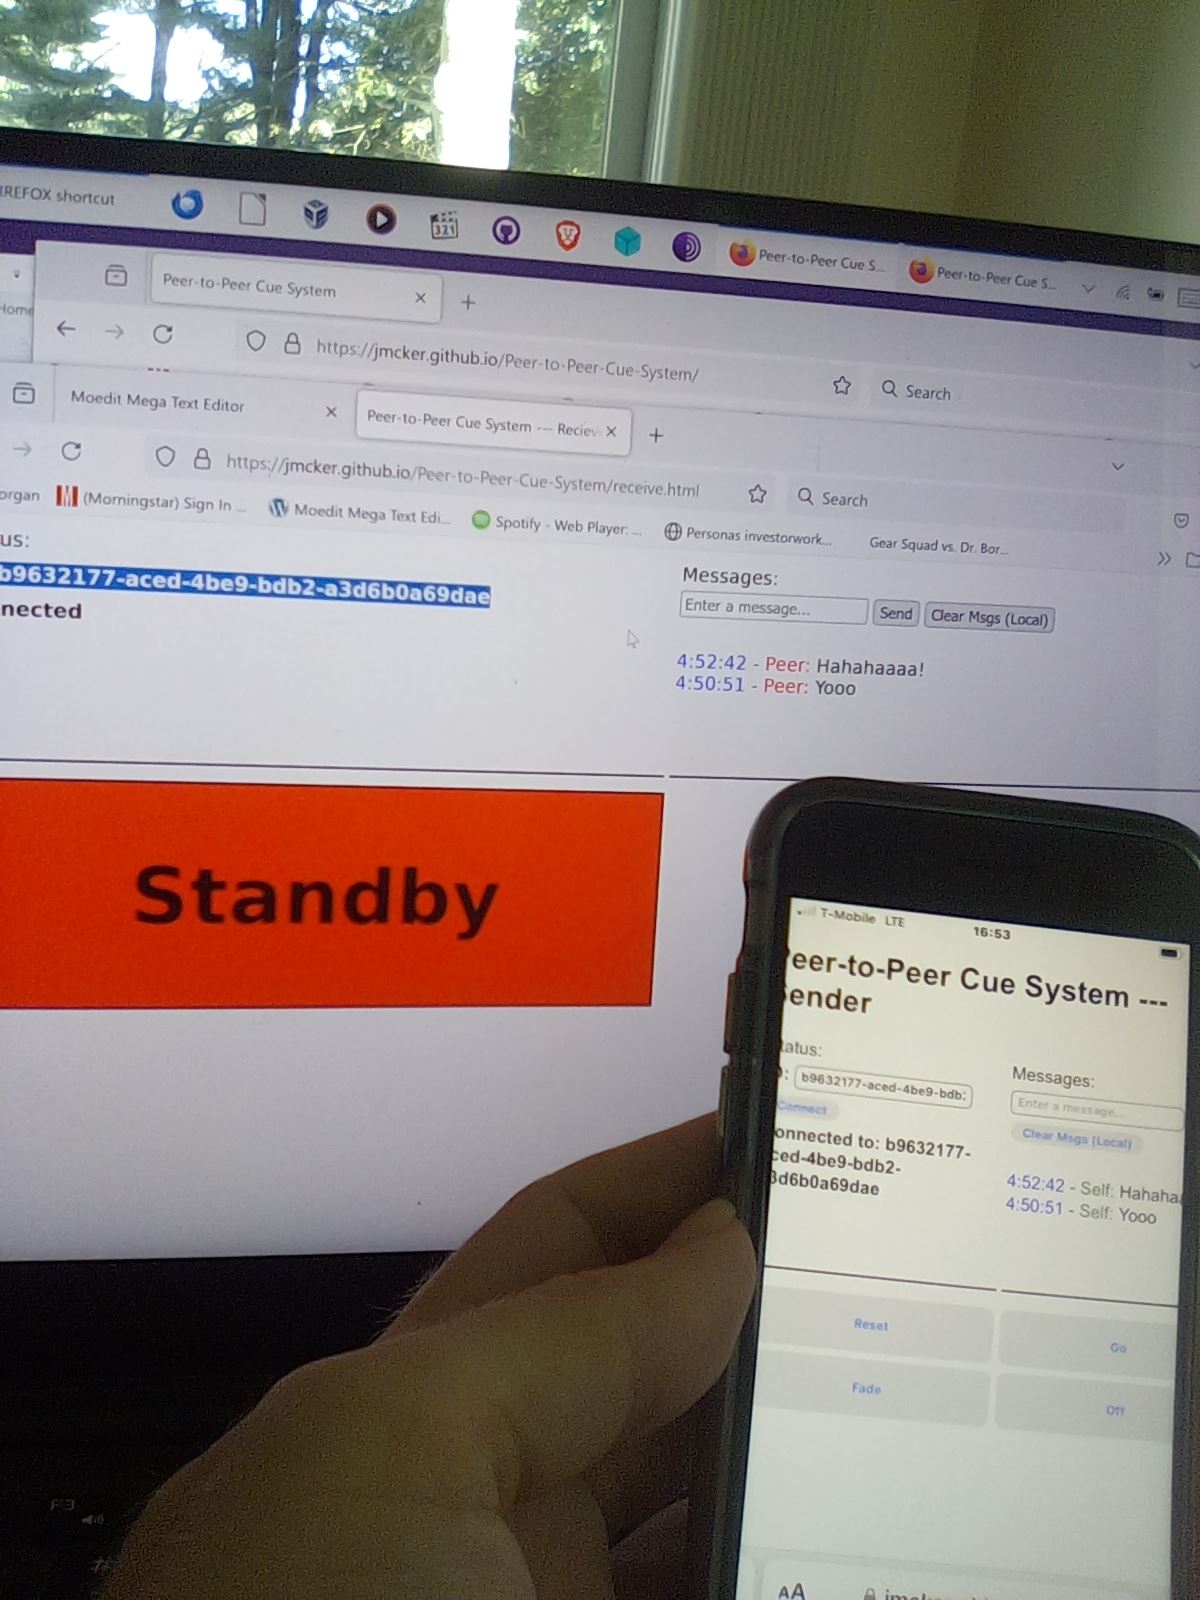 REFOX shortcut
321
Peer-to-Peer Cue S...
Peer-to-Peer Cue S...
Peer-to-Peer Cue System
Home
https://jmcker.github.io/Peer-to-Peer-Cue-System/
Search
Moedit Mega Text Editor
Peer-to-Peer Cue System --- Reciev
https://jmcker.github.io/Peer-to-Peer-Cue-System/receive.html
Search
organ
(Morningstar) Sign In ...
Moedit Mega Text Edi...
Spotify - Web Player: ...
Personas investorwork...
Gear Squad vs. Dr. Bor...
us:
b9632177-aced-4be9-bdb2-a3d6b0a69dae
nected
Messages:
Enter a message...
Send
Clear Msgs (Local)
4:52:42 - Peer: Hahahaaaa!
4:50:51 - Peer: Yooo
Standby
T-Mobile LTE
16:53
eer-to-Peer Cue System ---
ender
tatus:
: b9632177-aced-4be9-bdb:
Connect
onnected to: b9632177-
ced-4be9-bdb2-
3d6b0a69dae
Messages:
Enter a message...
Clear Msgs (Local)
4:52:42 - Self: Hahaha
4:50:51 - Self: Yooo
Reset
Go
Fade
Off
AA
F3